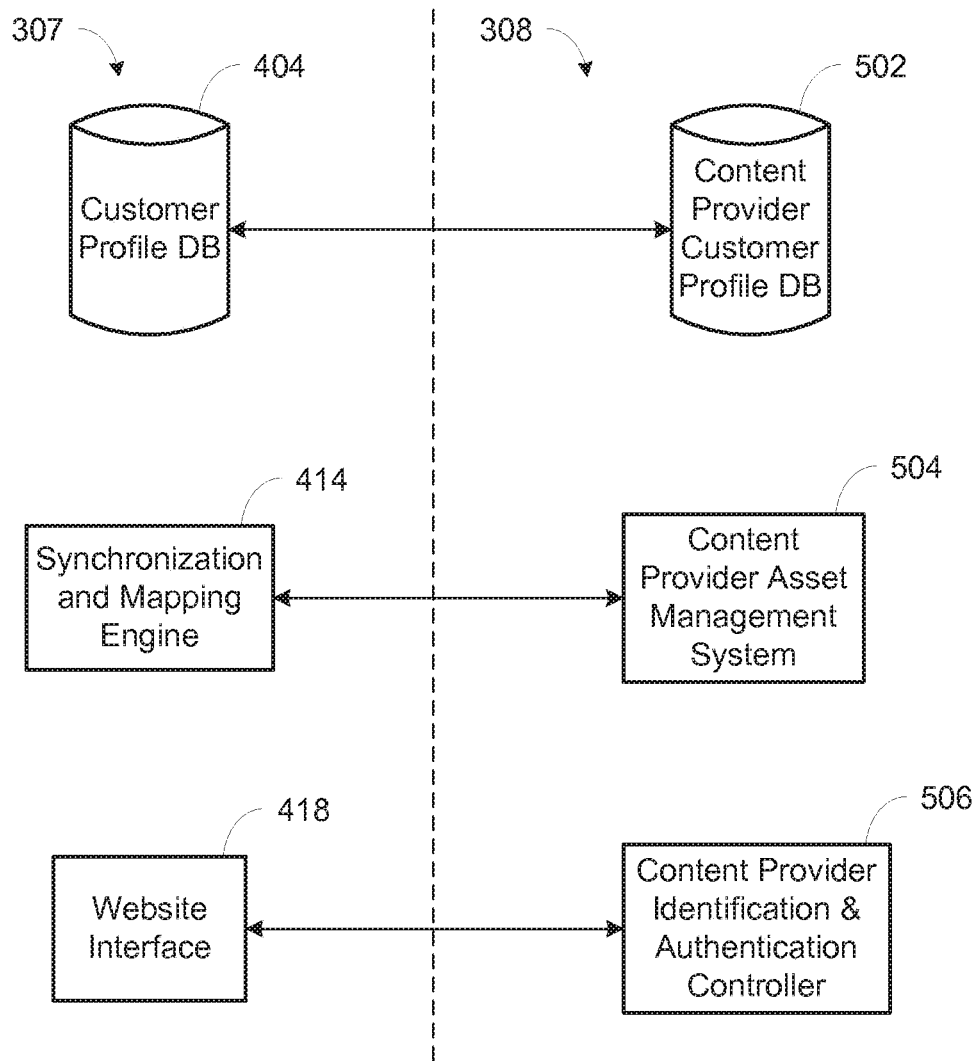 307
308
404
502
Customer
Profile DB
Content
Provider
Customer
Profile DB
414
504
Synchronization
and Mapping
Engine
Content
Provider Asset
Management
System
418
506
Website
Interface
Content Provider
Identification &
Authentication
Controller